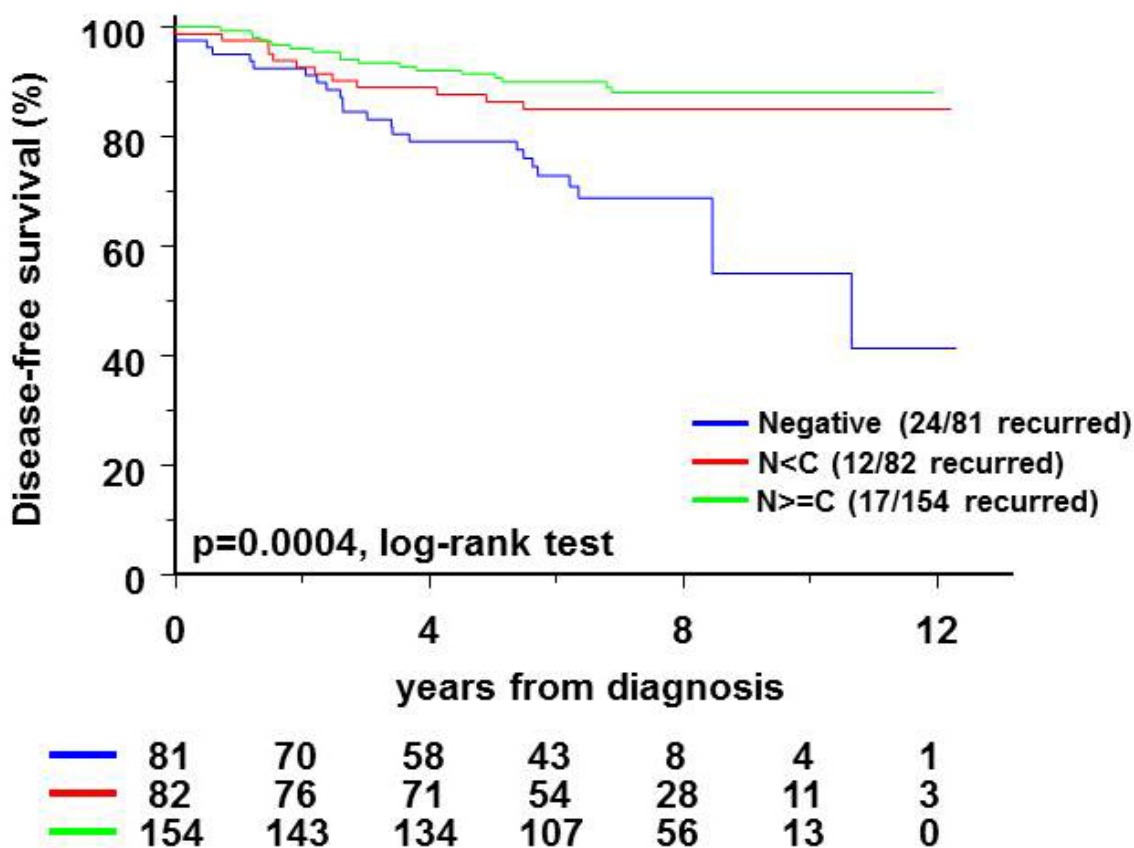 Disease-free survival (%)
100
80
60
40
20
0
Negative (24/81 recurred)
N<C (12/82 recurred)
N>=C (17/154 recurred)
p=0.0004, log-rank test
0 4 8 12
years from diagnosis
81 70 58 43 8 4 1
82 76 71 54 28 11 3
154 143 134 107 56 13 0